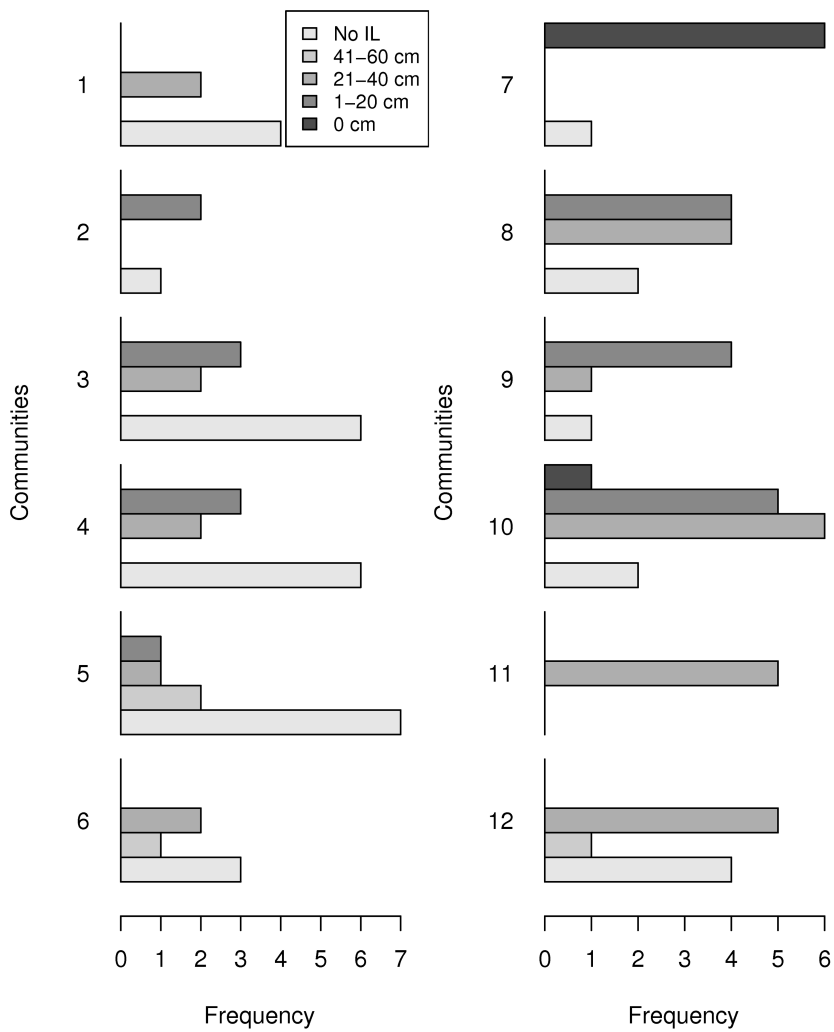 No IL
41−60 cm
21−40 cm
1−20 cm
0 cm
1
2
3
4
5
6
Communities
0 1 2 3 4 5 6 7
Frequency
7
8
9
10
11
12
Communities
0 1 2 3 4 5 6
Frequency